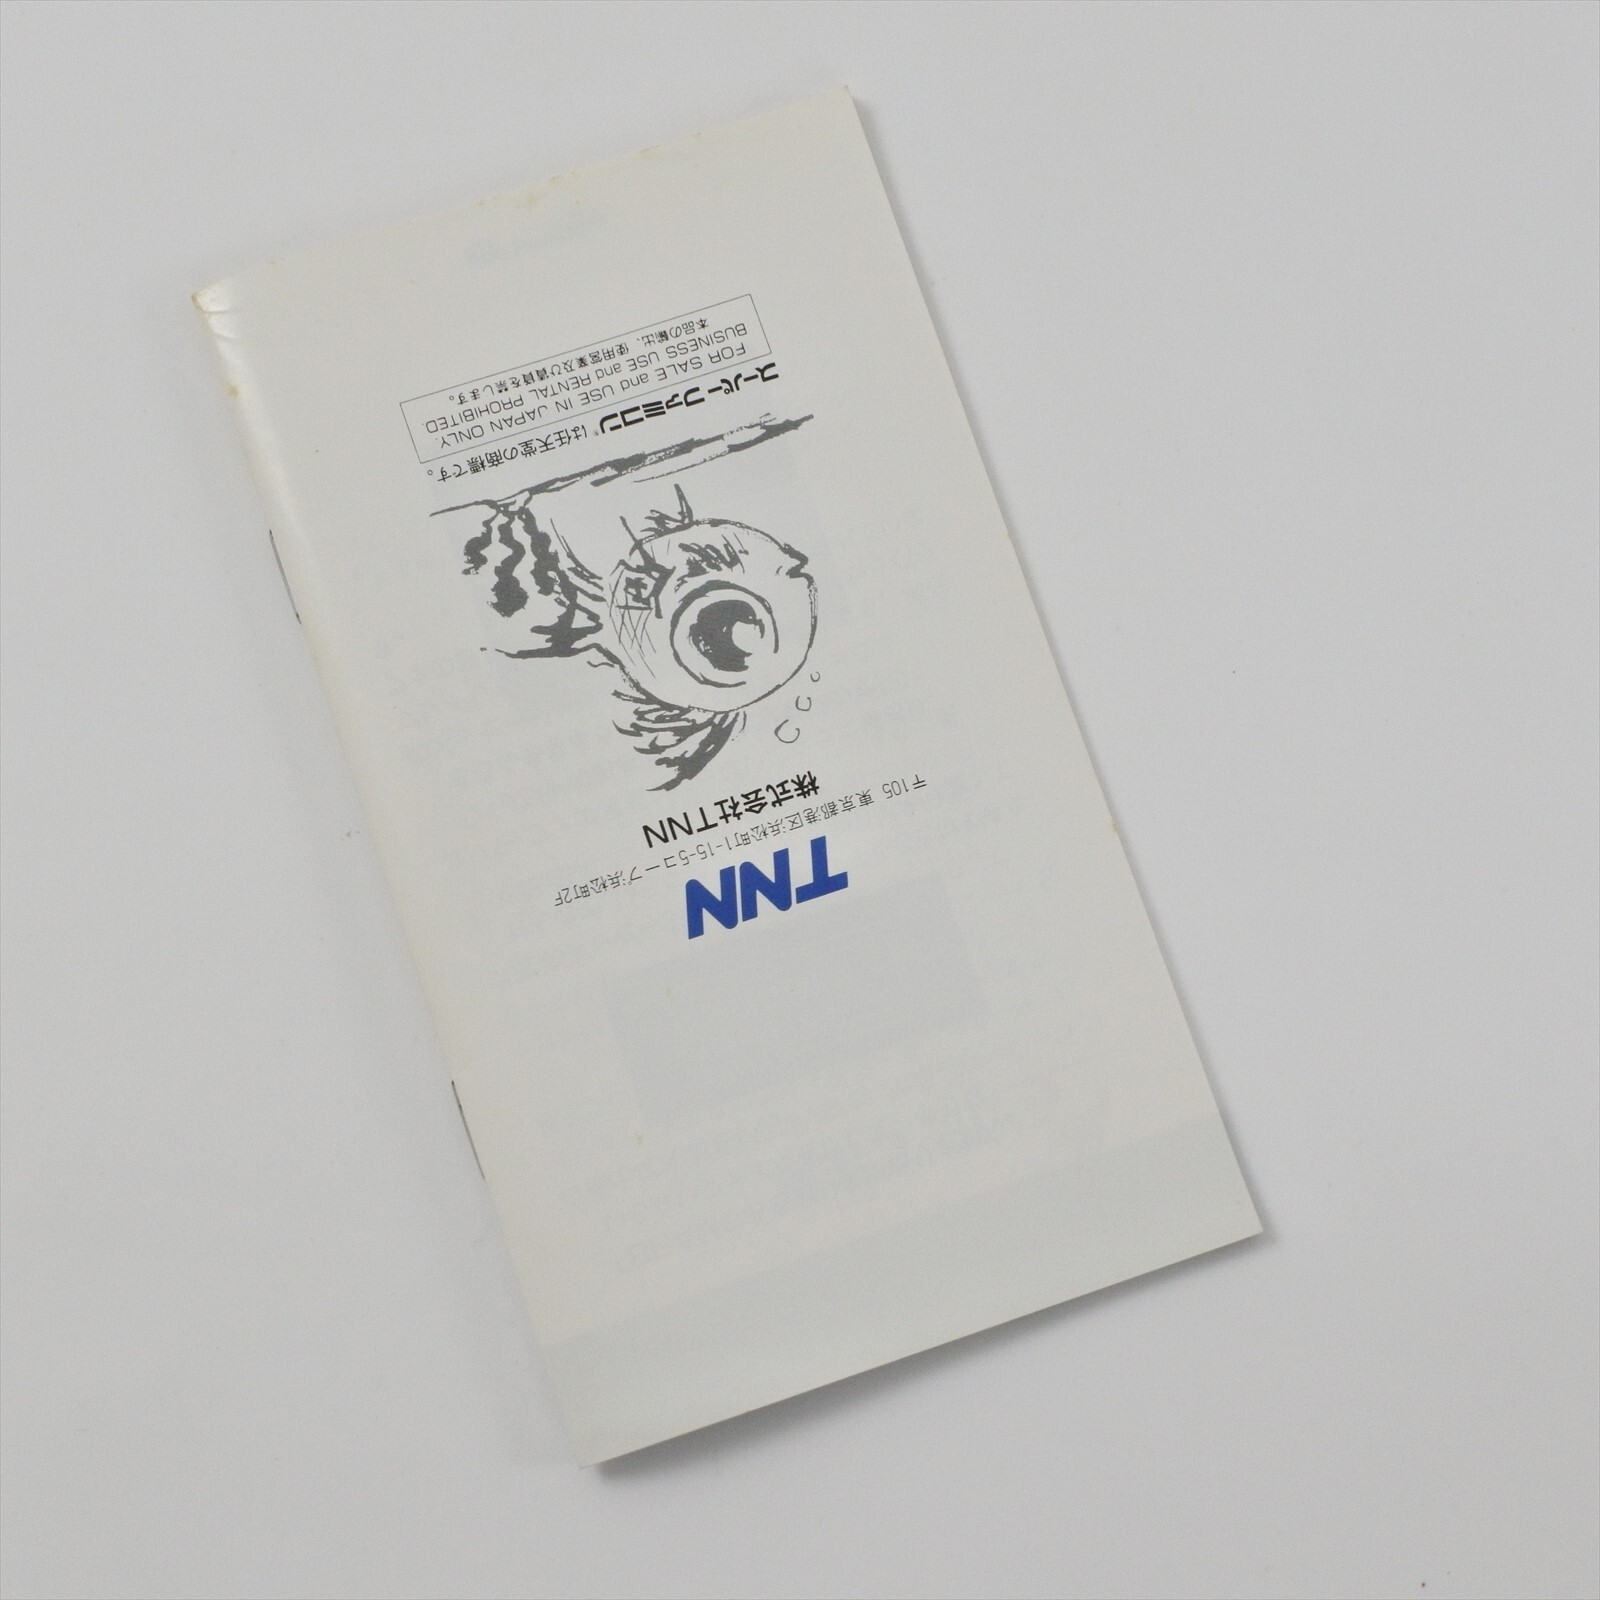 TNN
〒105 東京都港区浜松町1-15-5コープ浜松町2F
株式会社TNN
スーパーファミコン®は任天堂の商標です。
FOR SALE and USE IN JAPAN ONLY.
BUSINESS USE and RENTAL PROHIBITED.
本品の輸出、使用営業及び賃貸を禁じます。